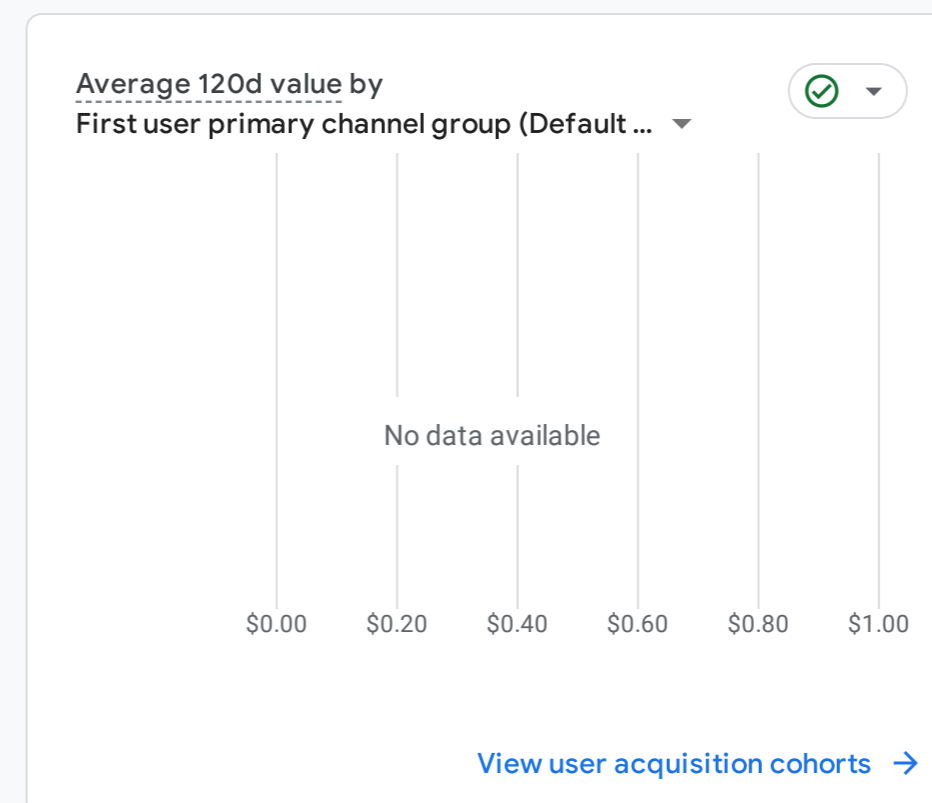 Average 120d value by
First user primary channel group (Default ...
No data available
$0.00 $0.20 $0.40 $0.60 $0.80 $1.00
View user acquisition cohorts